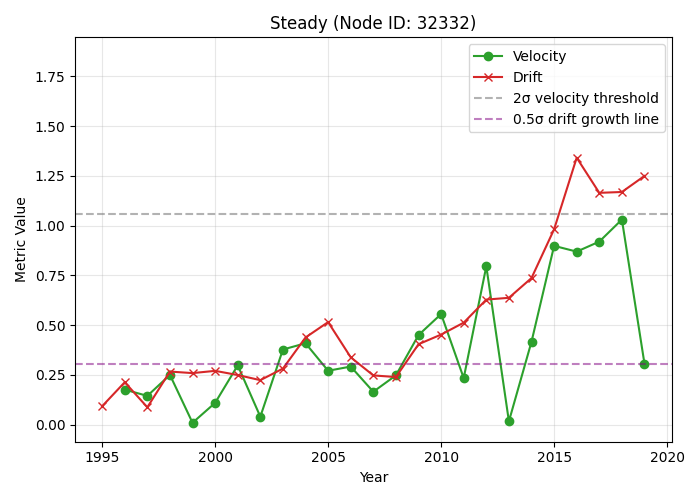 Steady (Node ID: 32332)
Velocity
Drift
2σ velocity threshold
0.5σ drift growth line
Metric Value
1.75
1.50
1.25
1.00
0.75
0.50
0.25
0.00
1995 2000 2005 2010 2015 2020
Year